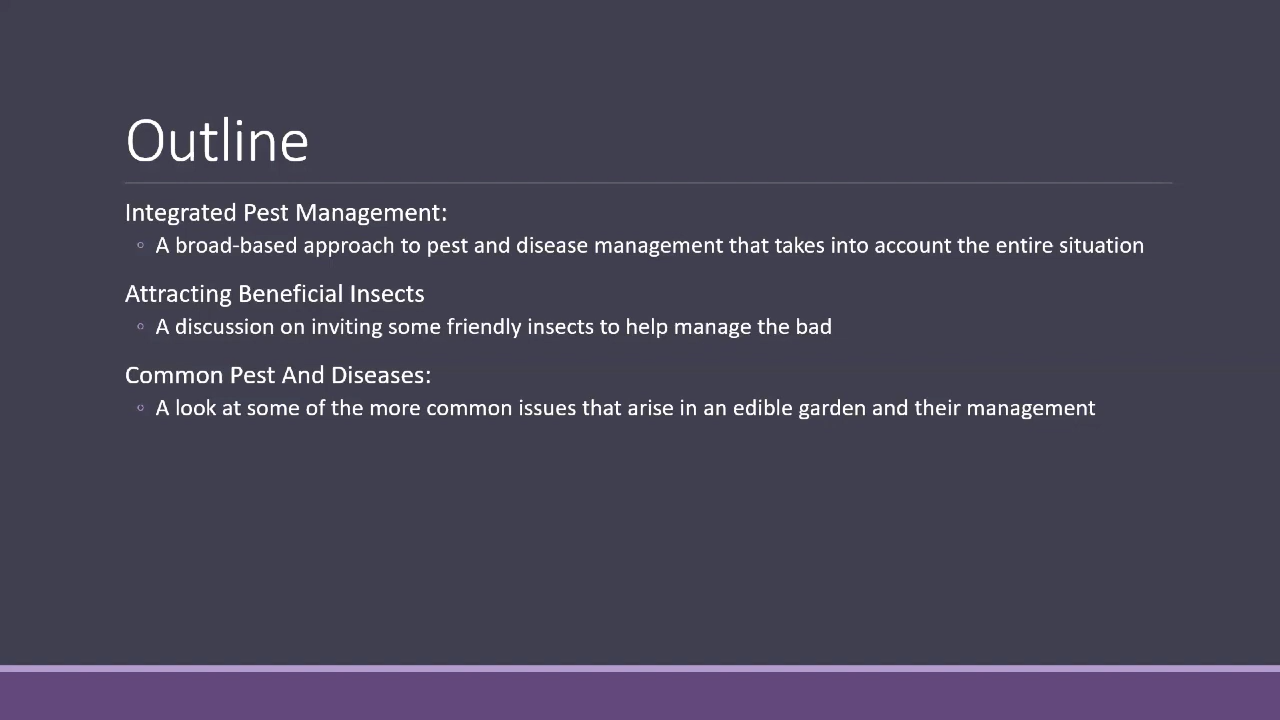 Outline
Integrated Pest Management:
◦ A broad-based approach to pest and disease management that takes into account the entire situation
Attracting Beneficial Insects
◦ A discussion on inviting some friendly insects to help manage the bad
Common Pest And Diseases:
◦ A look at some of the more common issues that arise in an edible garden and their management